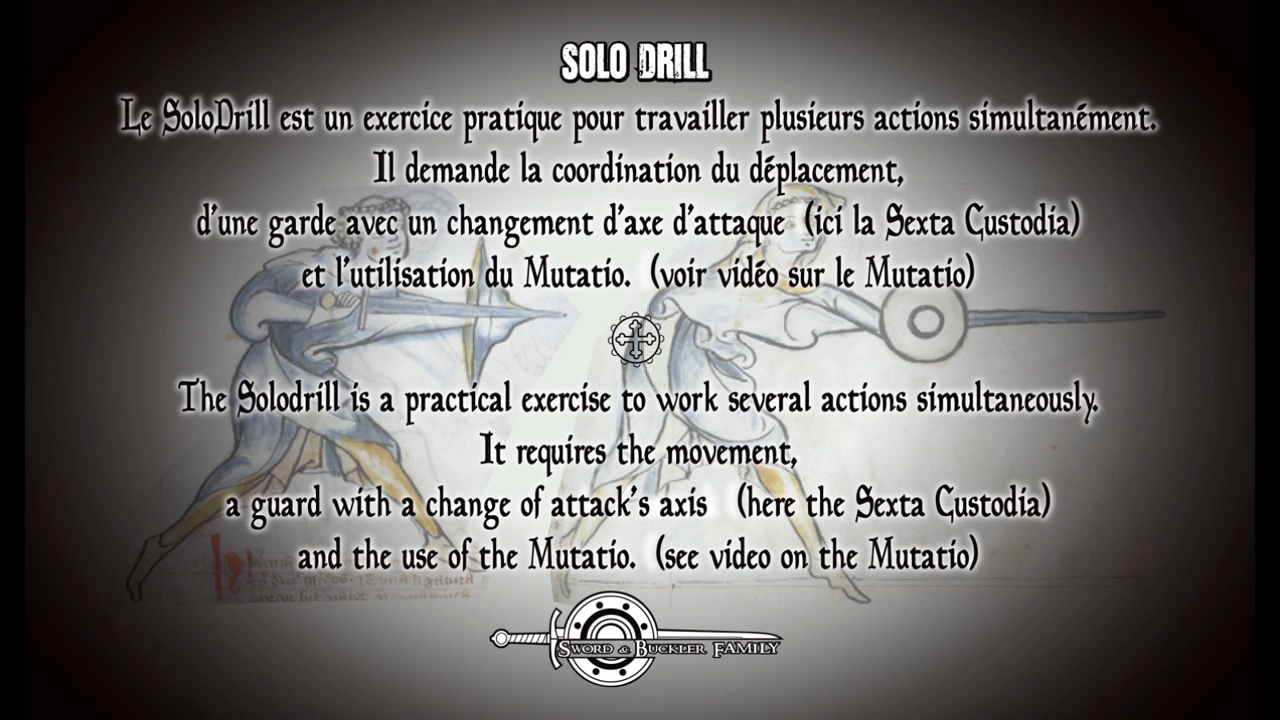 SOLO DRILL
Le SoloDrill est un exercice pratique pour travailler plusieurs actions simultanément.
Il demande la coordination du déplacement,
d'une garde avec un changement d'axe d'attaque (ici la Sexta Custodia)
et l'utilisation du Mutatio. (voir vidéo sur le Mutatio)
The Solodrill is a practical exercise to work several actions simultaneously.
It requires the movement,
a guard with a change of attack's axis (here the Sexta Custodia)
and the use of the Mutatio. (see video on the Mutatio)
SWORD & BUCKLER FAMILY